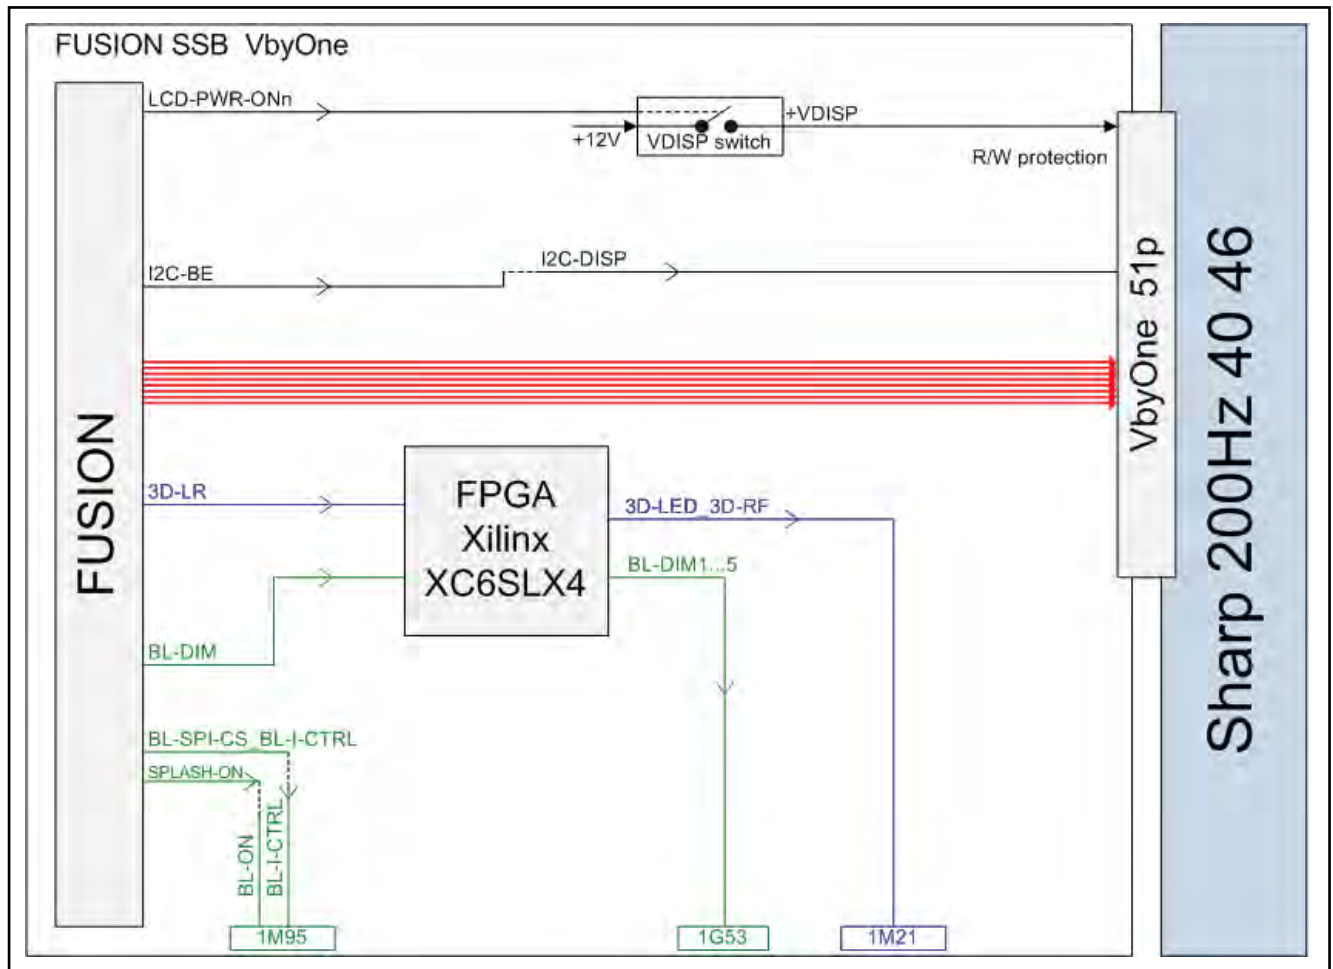 FUSION SSB VbyOne
LCD-PWR-ONn
+12V
VDISP switch
+VDISP
R/W protection
I2C-BE
I2C-DISP
VbyOne 51p
Sharp 200Hz 40 46
FUSION
3D-LR
FPGA
Xilinx
XC6SLX4
3D-LED_3D-RF
BL-DIM1...5
BL-DIM
BL-SPI-CS_BL-I-CTRL
SPLASH-ON
BL-ON
BL-I-CTRL
1M95
1G53
1M21